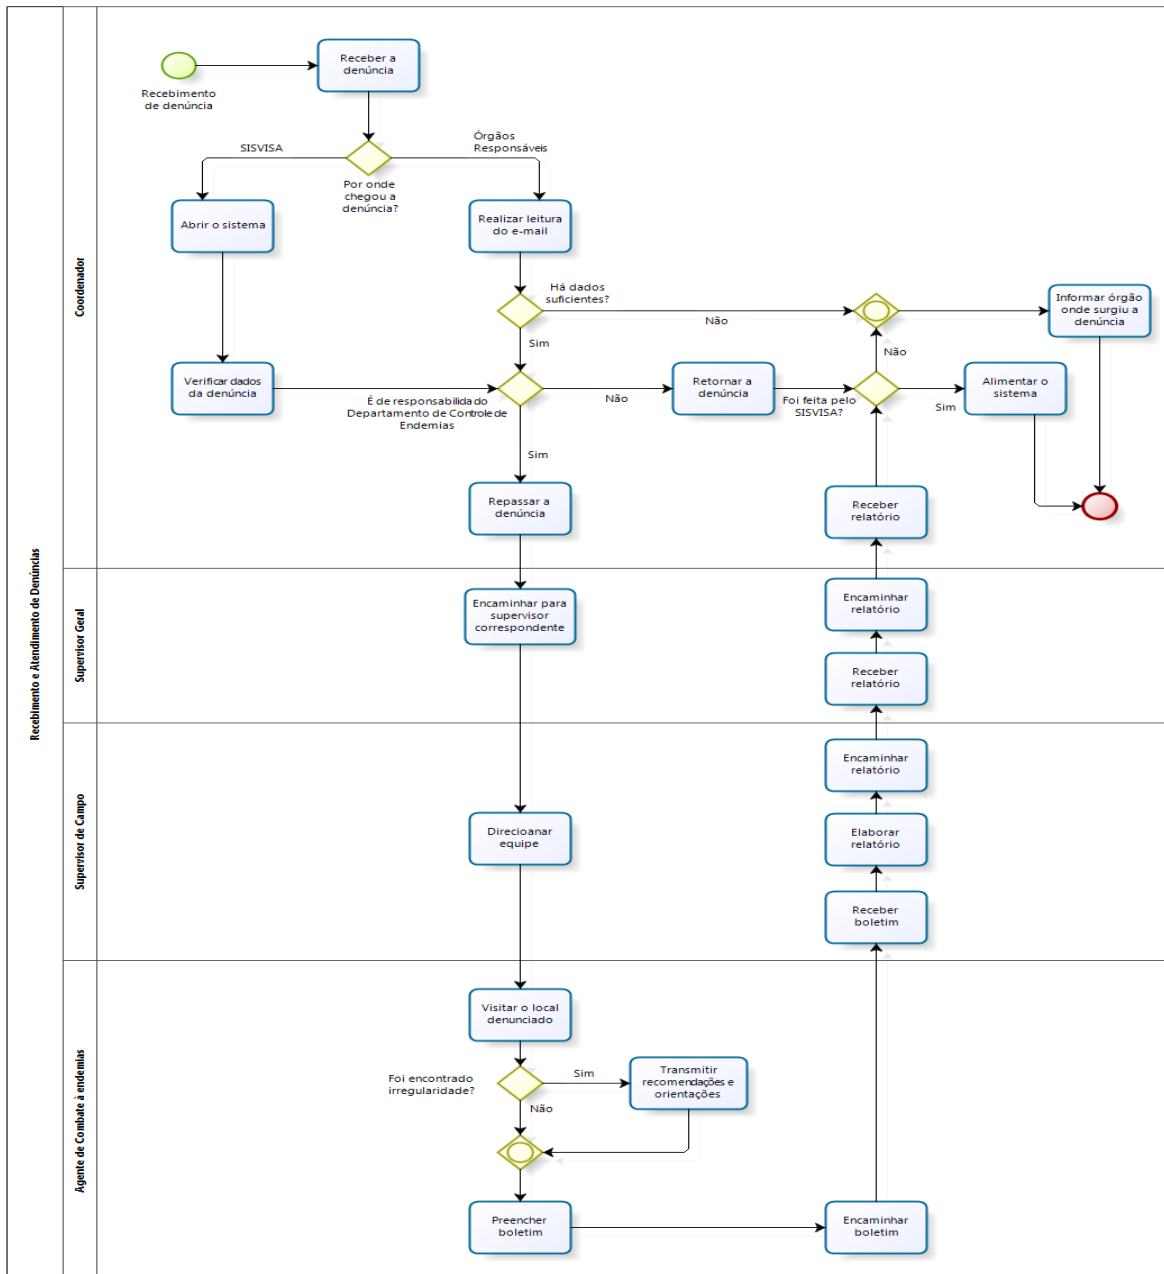 Recebimento e Atendimento de Denúncias
Coordenador
Recebimento
de denúncia
Receber a
denúncia
SISVISA
Órgãos
Responsáveis
Por onde
chegou a
denúncia?
Abrir o sistema
Realizar leitura
do e-mail
Há dados
suficientes?
Não
Informar órgão
onde surgiu a
denúncia
Sim
Não
Verificar dados
da denúncia
É de responsabilidado
Departamento de Controle de
Endemias
Não
Retornar a
denúncia
Foi feita pelo
SISVISA?
Sim
Alimentar o
sistema
Sim
Repassar a
denúncia
Receber
relatório
Supervisor Geral
Encaminhar para
supervisor
correspondente
Encaminhar
relatório
Receber
relatório
Supervisor de Campo
Encaminhar
relatório
Direcioanar
equipe
Elaborar
relatório
Receber
boletim
Agente de Combate à endemias
Visitar o local
denunciado
Foi encontrado
irregularidade?
Sim
Transmitir
recomendações e
orientações
Não
Preencher
boletim
Encaminhar
boletim